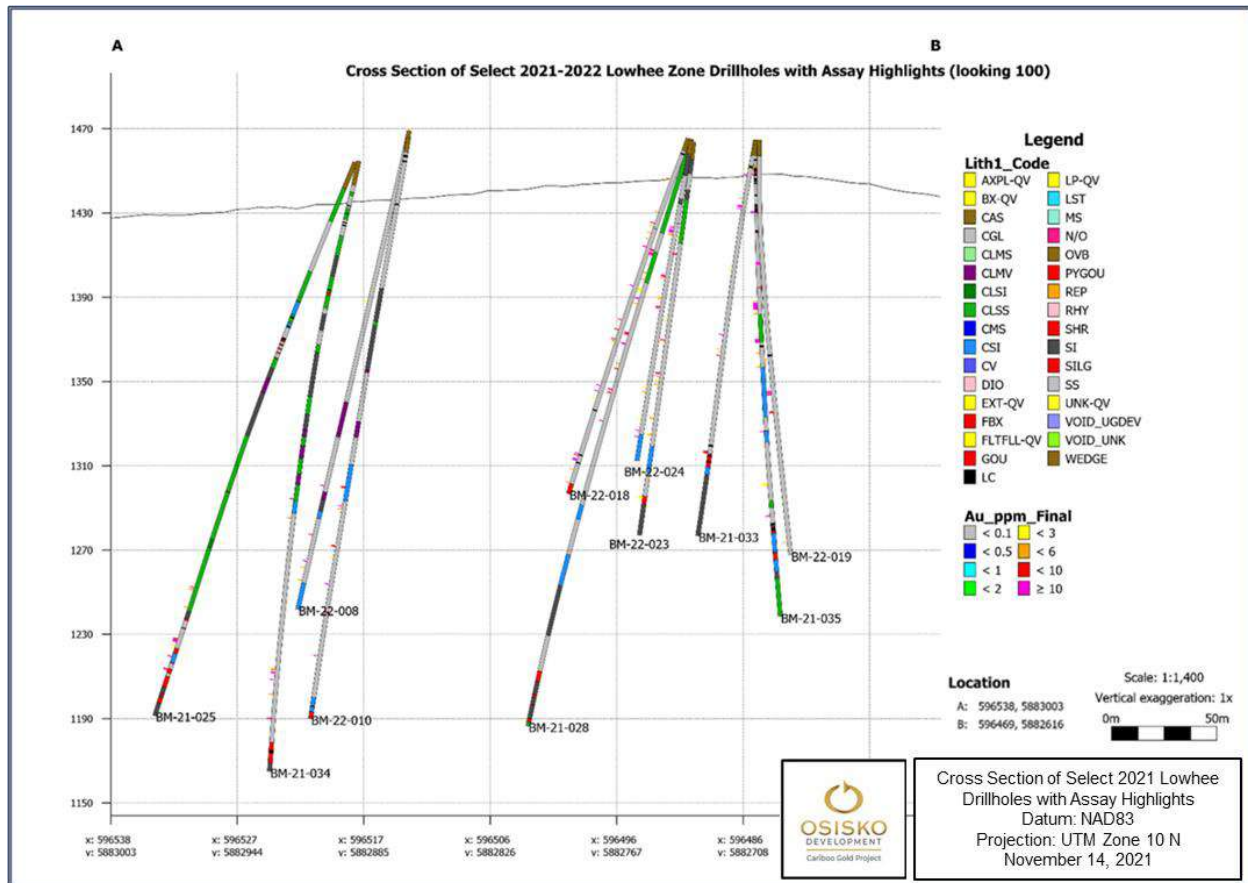 A
B
Cross Section of Select 2021-2022 Lowhee Zone Drillholes with Assay Highlights (looking 100)
1470
1430
1390
1350
1310
1270
1230
1190
1150
BM-21-025
BM-21-034
BM-22-008
BM-22-010
BM-22-018
BM-21-028
BM-22-024
BM-22-023
BM-21-033
BM-22-019
BM-21-035
x: 596538
y: 5883003
x: 596527
y: 5882944
x: 596517
y: 5882885
x: 596506
y: 5882826
x: 596496
y: 5882767
x: 596486
y: 5882708
Legend
Lith1_Code
AXPL-QV
BX-QV
CAS
CGL
CLMS
CLMV
CLSI
CLSS
CMS
CSI
CV
DIO
EXT-QV
FBX
FLTFLL-QV
GOU
LC
LP-QV
LST
MS
N/O
OVB
PYGOU
REP
RHY
SHR
SI
SILG
SS
UNK-QV
VOID_UGDEV
VOID_UNK
WEDGE
Au_ppm_Final
< 0.1
< 0.5
< 1
< 2
< 3
< 6
< 10
≥ 10
Location
A: 596538, 5883003
B: 596469, 5882616
Scale: 1:1,400
Vertical exaggeration: 1x
0m 50m
OSISKO
DEVELOPMENT
Cariboo Gold Project
Cross Section of Select 2021 Lowhee
Drillholes with Assay Highlights
Datum: NAD83
Projection: UTM Zone 10 N
November 14, 2021